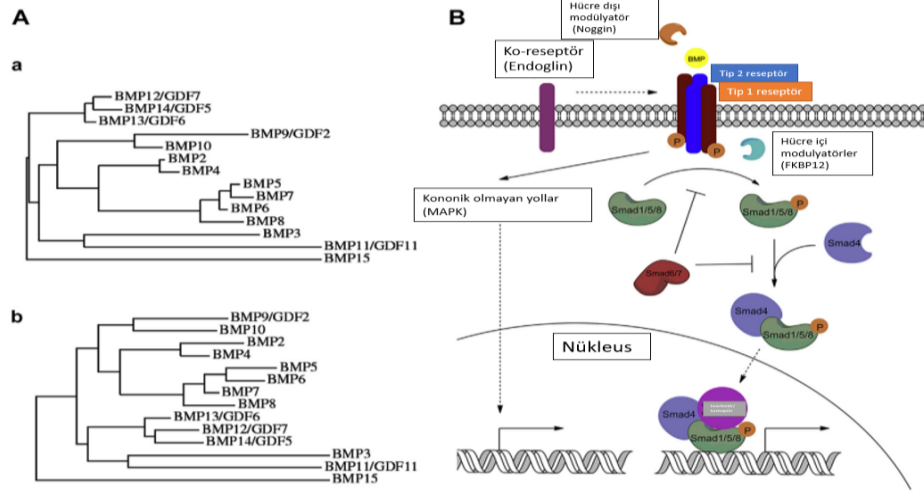 A
a
BMP12/GDF7
BMP14/GDF5
BMP13/GDF6
BMP9/GDF2
BMP10
BMP2
BMP4
BMP5
BMP7
BMP6
BMP8
BMP3
BMP11/GDF11
BMP15
b
BMP9/GDF2
BMP10
BMP2
BMP4
BMP5
BMP6
BMP7
BMP8
BMP13/GDF6
BMP12/GDF7
BMP14/GDF5
BMP3
BMP11/GDF11
BMP15
B
Hücre dışı
modülyatör
(Noggin)
Ko-reseptör
(Endoglin)
BMP
Tip 2 reseptör
Tip 1 reseptör
P
P
Hücre içi
modulyatörler
(FKBP12)
Kononik olmayan yollar
(MAPK)
Smad1/5/8
Smad1/5/8
P
Smad4
Smad6/7
Smad4
Smad1/5/8
P
Nükleus
Smad4
Smad1/5/8
P